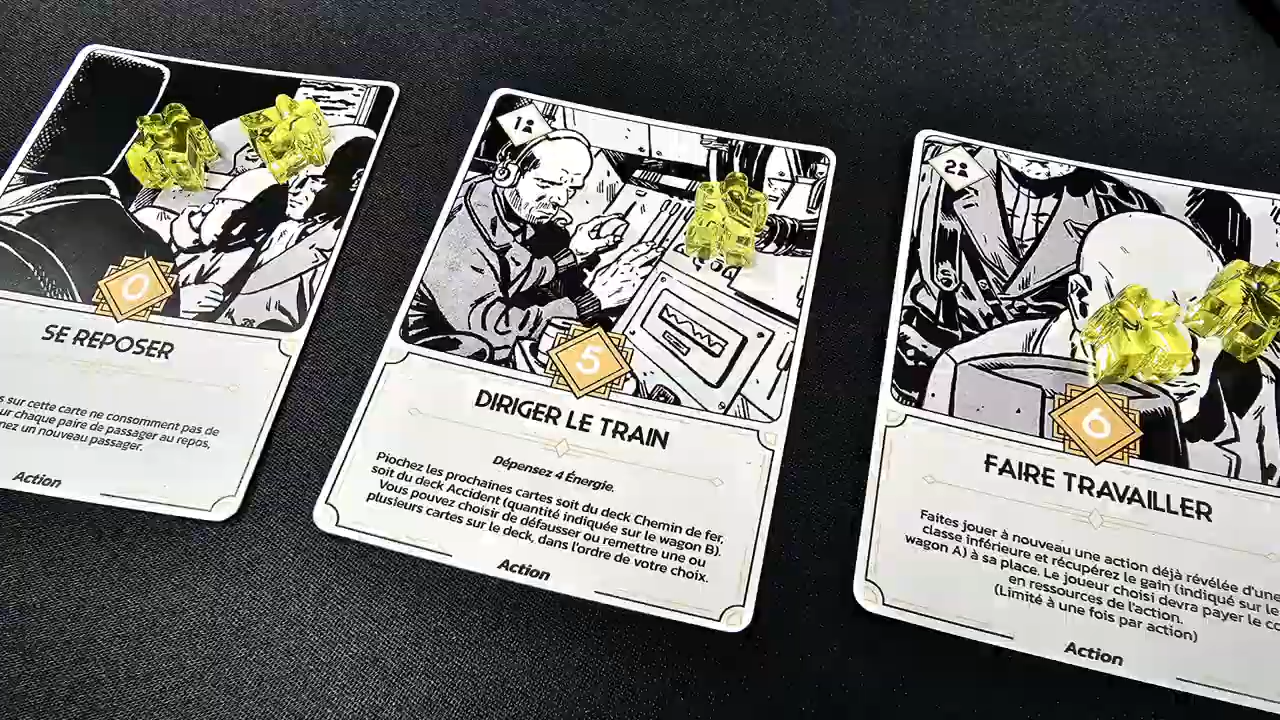 0
SE REPOSER
s sur cette carte ne consomment pas de
ur chaque paire de passager au repos,
nez un nouveau passager.
Action
1
5
DIRIGER LE TRAIN
Dépensez 4 Énergie.
Piochez les prochaines cartes soit du deck Chemin de fer,
soit du deck Accident (quantité indiquée sur le wagon B).
Vous pouvez choisir de défausser ou remettre une ou
plusieurs cartes sur le deck, dans l'ordre de votre choix.
Action
2
6
FAIRE TRAVAILLER
Faites jouer à nouveau une action déjà révélée d'une
classe inférieure et récupérez le gain (indiqué sur le
wagon A) à sa place. Le joueur choisi devra payer le co
en ressources de l'action.
(Limité à une fois par action)
Action